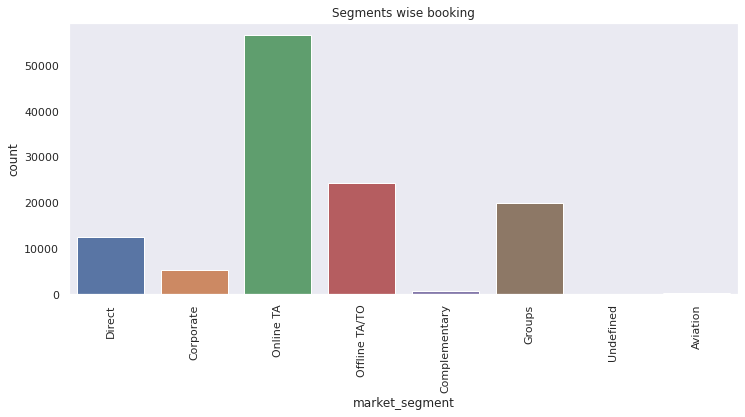 Segments wise booking
50000
40000
30000
20000
10000
0
count
Direct
Corporate
Online TA
Offline TA/TO
Complementary
Groups
Undefined
Aviation
market_segment